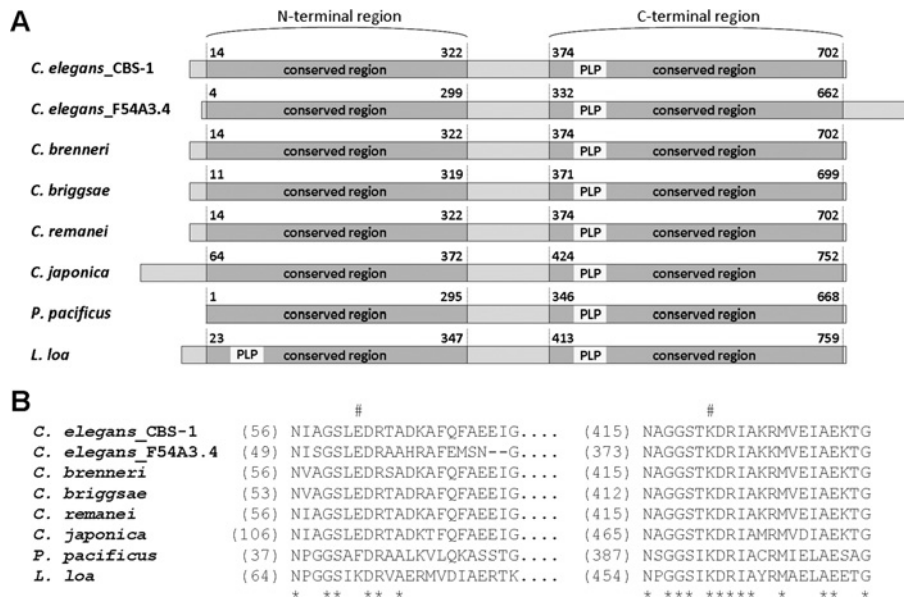 A
N-terminal region C-terminal region
14 322 374 702
C. elegans_CBS-1 conserved region PLP conserved region
4 299 332 662
C. elegans_F54A3.4 conserved region PLP conserved region
14 322 374 702
C. brenneri conserved region PLP conserved region
11 319 371 699
C. briggsae conserved region PLP conserved region
14 322 374 702
C. remanei conserved region PLP conserved region
64 372 424 752
C. japonica conserved region PLP conserved region
1 295 346 668
P. pacificus conserved region PLP conserved region
23 347 413 759
L. loa PLP conserved region PLP conserved region
B
# #
C. elegans_CBS-1 (56) NIAGSLEDRTADKAFQFAEEIG.... (415) NAGGSTKDRIAKRMVEIAEKTG
C. elegans_F54A3.4 (49) NISGSLEDRAAHRAFEMSN--G.... (373) NAGGSTKDRIAKRMVEIAEKTG
C. brenneri (56) NVAGSLEDRSADKAFQFAEEIG.... (415) NAGGSTKDRIAKRMVEIAEKTG
C. briggsae (53) NVAGSLEDRTADRAFQFAEEIG.... (412) NAGGSTKDRIAKRMVEIAEKTG
C. remanei (56) NIAGSLEDRTADKAFQFAEEIG.... (415) NAGGSTKDRIAKRMVEIAEKTG
C. japonica (106) NIAGSLEDRTADKTFQFAEEIG.... (465) NAGGSTKDRIAMRMVDIAEKTG
P. pacificus (37) NPGGSAFDRAALKVLQKASSTG.... (387) NSGGSIKDRIACRMIELAESAG
L. loa (64) NPGGSIKDRVAERMVDIAERTK.... (454) NPGGSIKDRIAYRMAELAEETG
* ** ** * * *** ***** * ** *